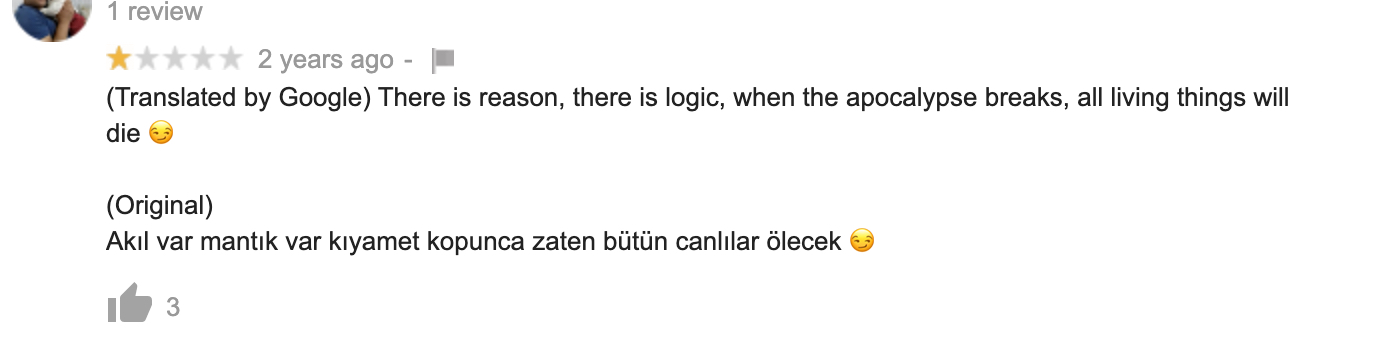 1 review
2 years ago -
(Translated by Google) There is reason, there is logic, when the apocalypse breaks, all living things will
die 😏
(Original)
Akıl var mantık var kıyamet kopunca zaten bütün canlılar ölecek 😏
3